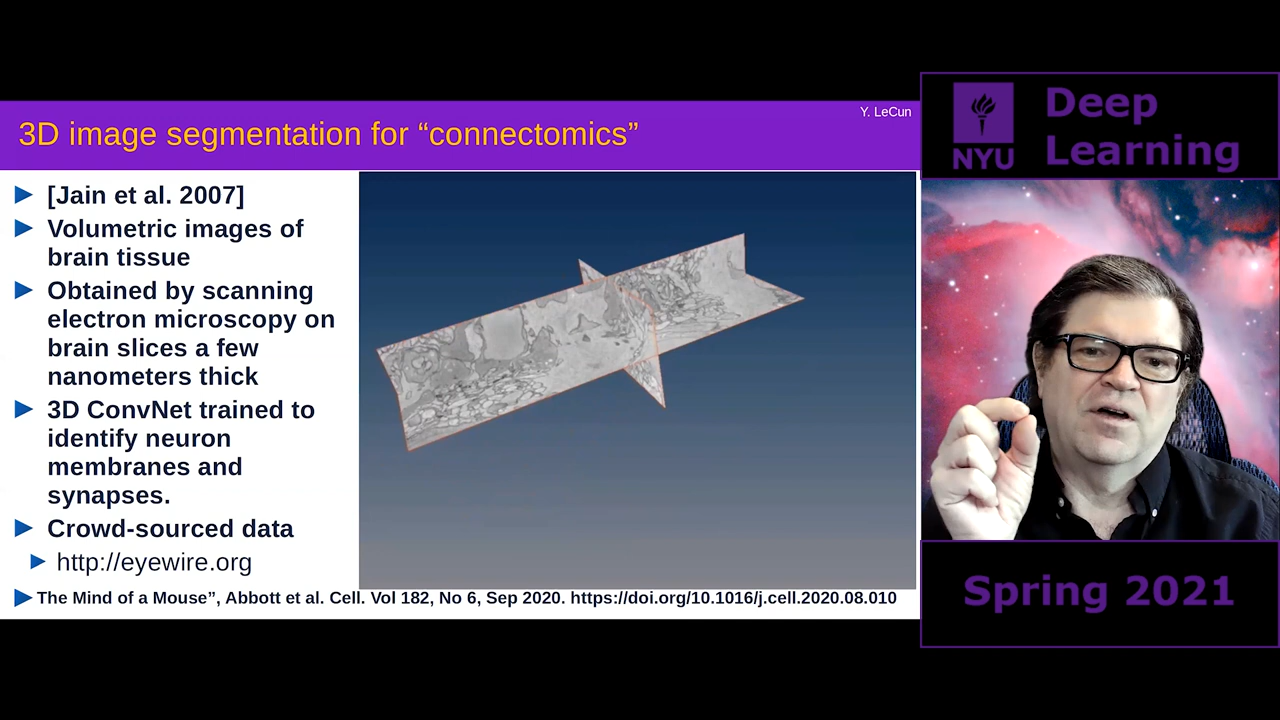 Y. LeCun
3D image segmentation for “connectomics”
[Jain et al. 2007]
Volumetric images of
brain tissue
Obtained by scanning
electron microscopy on
brain slices a few
nanometers thick
3D ConvNet trained to
identify neuron
membranes and
synapses.
Crowd-sourced data
http://eyewire.org
The Mind of a Mouse”, Abbott et al. Cell. Vol 182, No 6, Sep 2020. https://doi.org/10.1016/j.cell.2020.08.010
NYU
Deep
Learning
Spring 2021